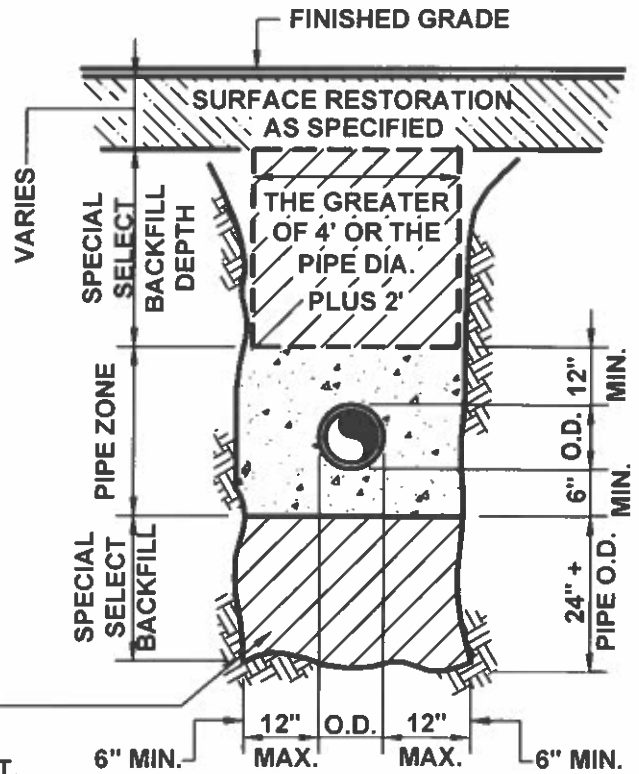 FINISHED GRADE
SURFACE RESTORATION
AS SPECIFIED
VARIES
SPECIAL
SELECT
BACKFILL
DEPTH
THE GREATER
OF 4' OR THE
PIPE DIA.
PLUS 2'
PIPE ZONE
12"
MIN.
O.D.
6"
MIN.
SPECIAL
SELECT
BACKFILL
24" +
PIPE O.D.
12" O.D. 12"
6" MIN. MAX. MAX. 6" MIN.
T.